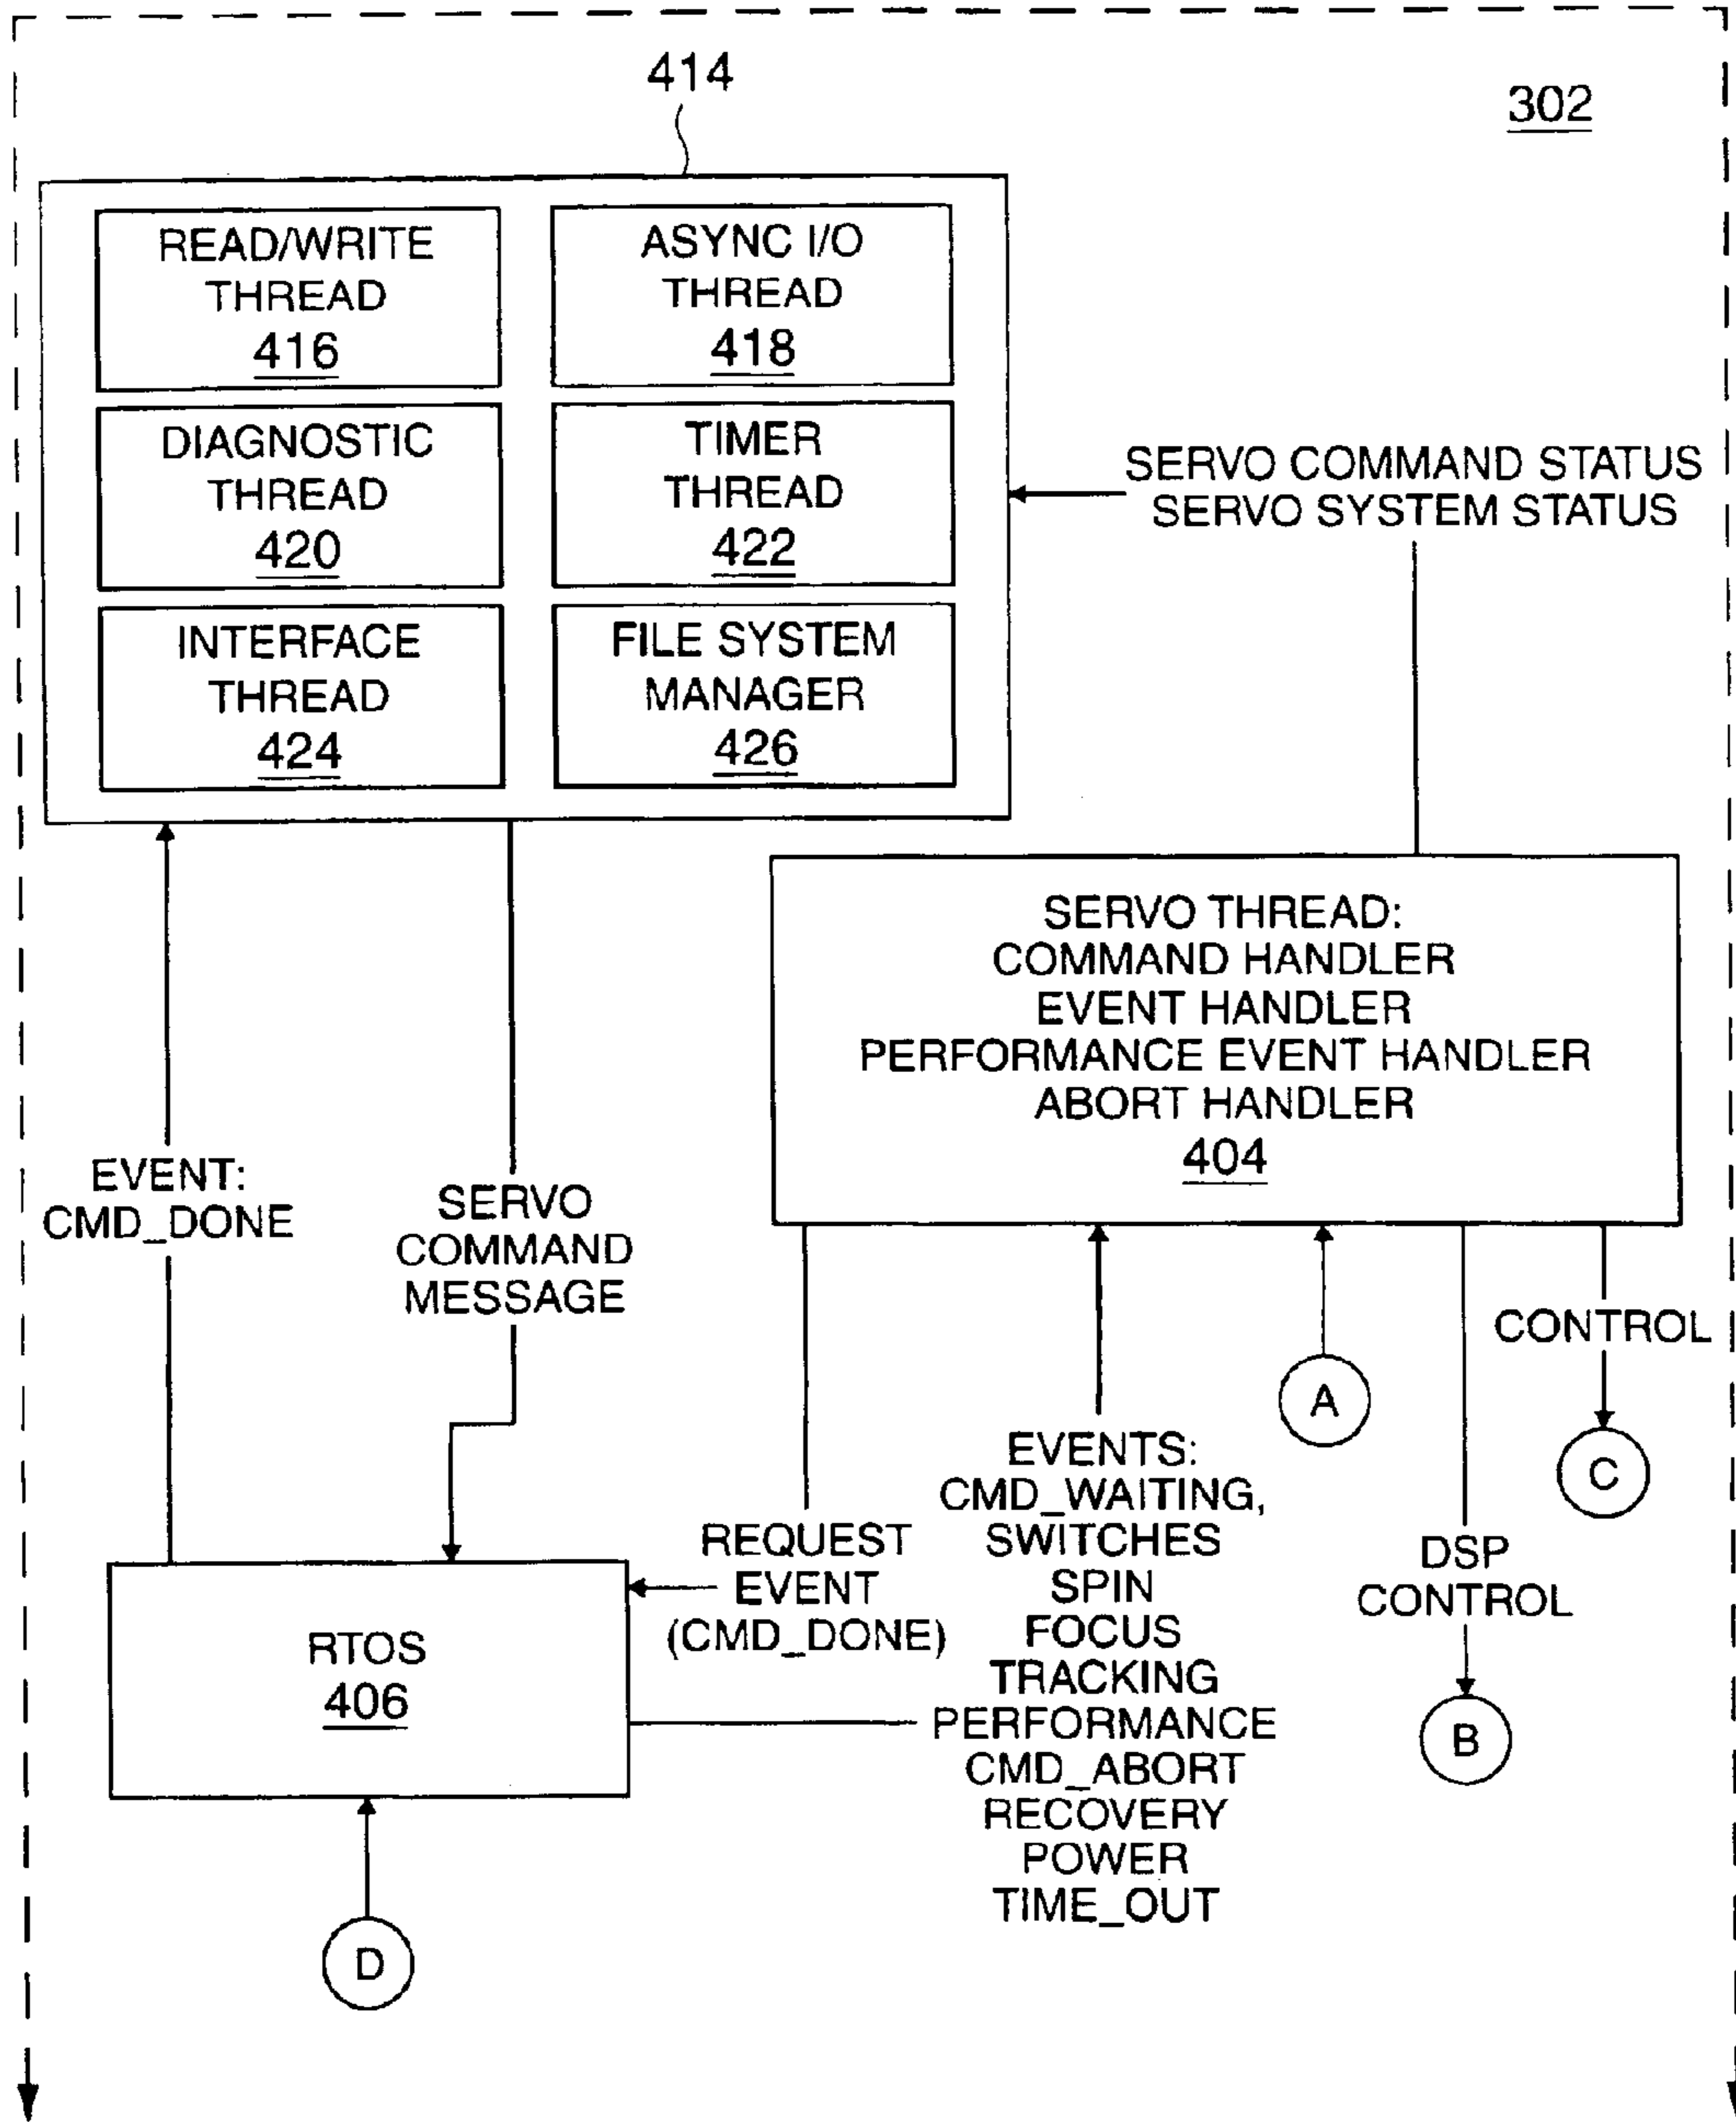 414
302
READ/WRITE
THREAD
416
ASYNC I/O
THREAD
418
DIAGNOSTIC
THREAD
420
TIMER
THREAD
422
INTERFACE
THREAD
424
FILE SYSTEM
MANAGER
426
SERVO COMMAND STATUS
SERVO SYSTEM STATUS
SERVO THREAD:
COMMAND HANDLER
EVENT HANDLER
PERFORMANCE EVENT HANDLER
ABORT HANDLER
404
EVENT:
CMD_DONE
SERVO
COMMAND
MESSAGE
CONTROL
A
C
REQUEST
EVENT
(CMD_DONE)
EVENTS:
CMD_WAITING,
SWITCHES
SPIN
FOCUS
TRACKING
PERFORMANCE
CMD_ABORT
RECOVERY
POWER
TIME_OUT
DSP
CONTROL
B
RTOS
406
D